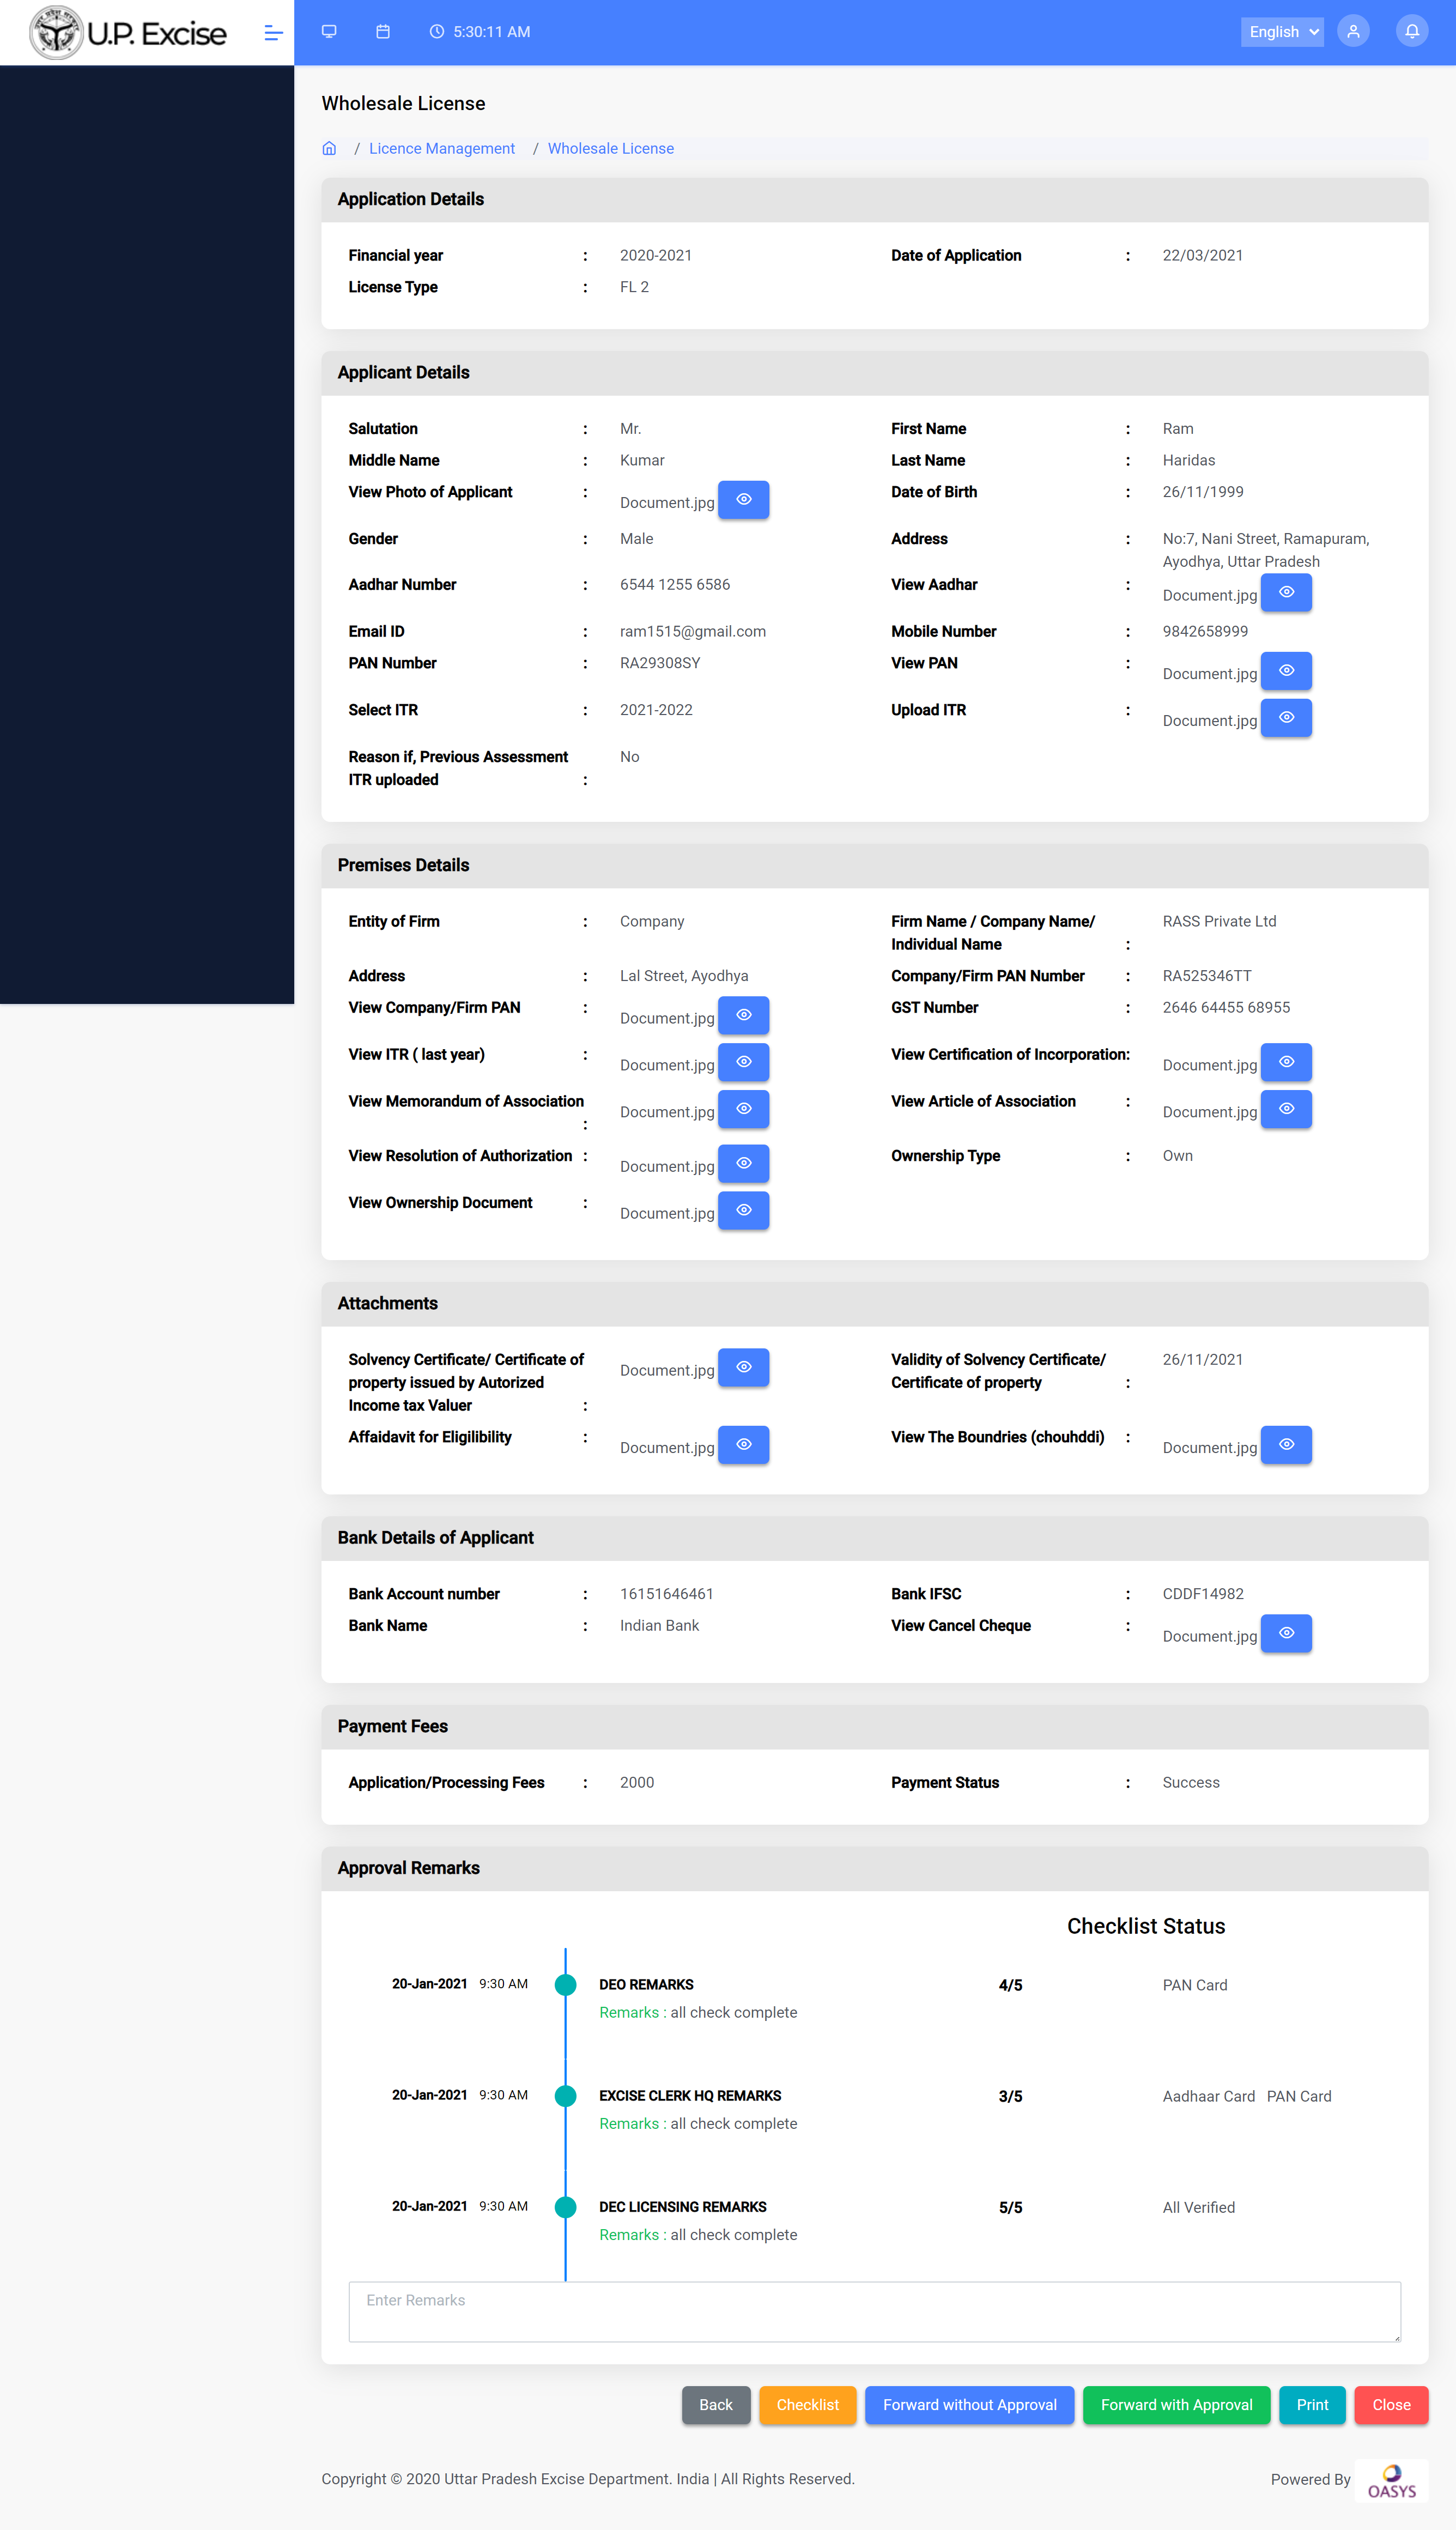 U.P. Excise
5:30:11 AM
English
Wholesale License
/ Licence Management / Wholesale License
Application Details
Financial year : 2020-2021 Date of Application : 22/03/2021
License Type : FL 2
Applicant Details
Salutation : Mr. First Name : Ram
Middle Name : Kumar Last Name : Haridas
View Photo of Applicant : Document.jpg Date of Birth : 26/11/1999
Gender : Male Address : No:7, Nani Street, Ramapuram,
Ayodhya, Uttar Pradesh
Aadhar Number : 6544 1255 6586 View Aadhar : Document.jpg
Email ID : ram1515@gmail.com Mobile Number : 9842658999
PAN Number : RA29308SY View PAN : Document.jpg
Select ITR : 2021-2022 Upload ITR : Document.jpg
Reason if, Previous Assessment No
ITR uploaded :
Premises Details
Entity of Firm : Company Firm Name / Company Name/ RASS Private Ltd
Individual Name :
Address : Lal Street, Ayodhya Company/Firm PAN Number : RA525346TT
View Company/Firm PAN : Document.jpg GST Number : 2646 64455 68955
View ITR ( last year) : Document.jpg View Certification of Incorporation: Document.jpg
View Memorandum of Association Document.jpg View Article of Association : Document.jpg
:
View Resolution of Authorization : Document.jpg Ownership Type : Own
View Ownership Document : Document.jpg
Attachments
Solvency Certificate/ Certificate of Document.jpg Validity of Solvency Certificate/ 26/11/2021
property issued by Autorized Certificate of property :
Income tax Valuer :
Affaidavit for Eligilibility : Document.jpg View The Boundries (chouhddi) : Document.jpg
Bank Details of Applicant
Bank Account number : 16151646461 Bank IFSC : CDDF14982
Bank Name : Indian Bank View Cancel Cheque : Document.jpg
Payment Fees
Application/Processing Fees : 2000 Payment Status : Success
Approval Remarks
Checklist Status
20-Jan-2021 9:30 AM DEO REMARKS 4/5 PAN Card
Remarks : all check complete
20-Jan-2021 9:30 AM EXCISE CLERK HQ REMARKS 3/5 Aadhaar Card PAN Card
Remarks : all check complete
20-Jan-2021 9:30 AM DEC LICENSING REMARKS 5/5 All Verified
Remarks : all check complete
Enter Remarks
Back Checklist Forward without Approval Forward with Approval Print Close
Copyright © 2020 Uttar Pradesh Excise Department. India | All Rights Reserved. Powered By OASYS